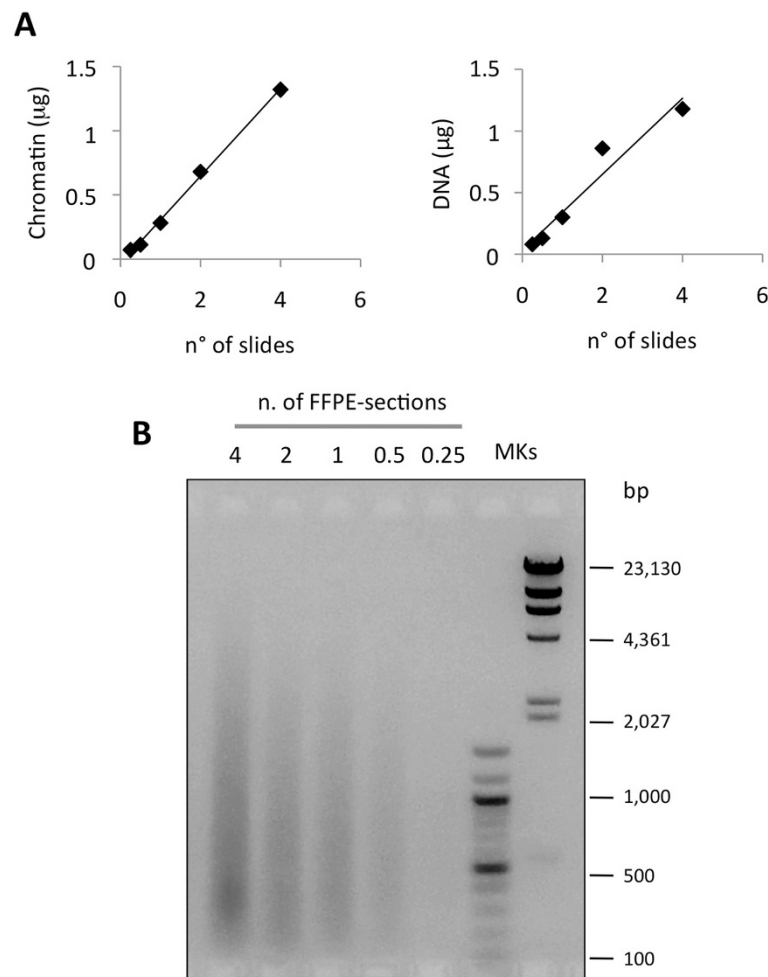 A
Chromatin (µg)
1.5
1
0.5
0
0 2 4 6
n° of slides
DNA (µg)
1.5
1
0.5
0
0 2 4 6
n° of slides
B
n. of FFPE-sections
4 2 1 0.5 0.25 MKs
bp
23,130
4,361
2,027
1,000
500
100